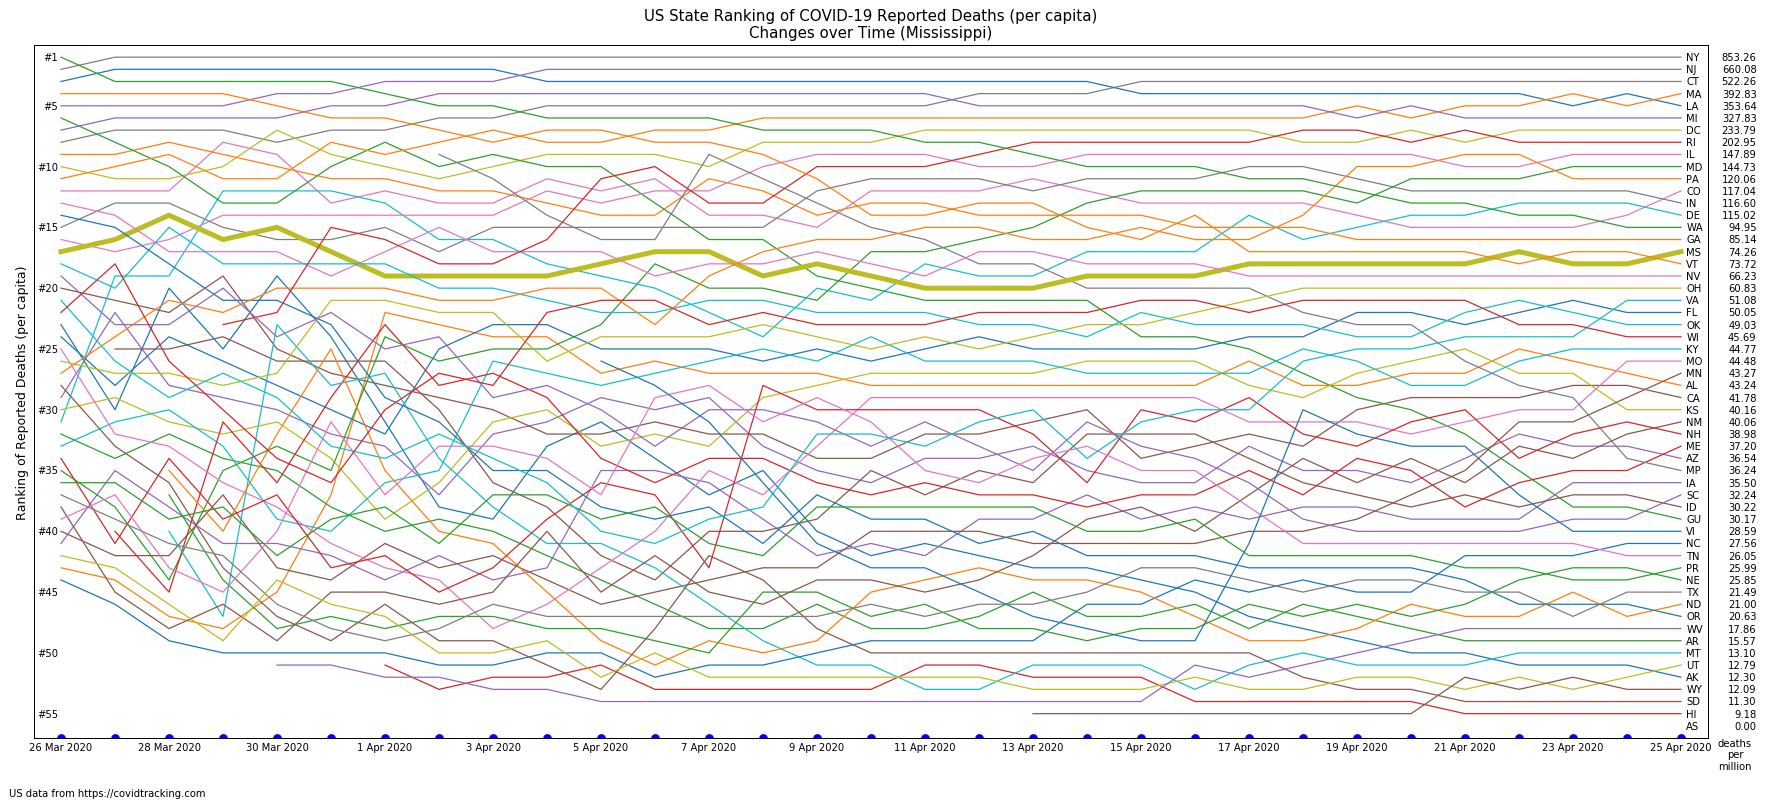 US State Ranking of COVID-19 Reported Deaths (per capita)
Changes over Time (Mississippi)
Ranking of Reported Deaths (per capita)
#1
#5
#10
#15
#20
#25
#30
#35
#40
#45
#50
#55
NY 853.26
NJ 660.08
CT 522.26
MA 392.83
LA 353.64
MI 327.83
DC 233.79
RI 202.95
IL 147.89
MD 144.73
PA 120.06
CO 117.04
IN 116.60
DE 115.02
WA 94.95
GA 85.14
MS 74.26
VT 73.72
NV 66.23
OH 60.83
VA 51.08
FL 50.05
OK 49.03
WI 45.69
KY 44.77
MO 44.48
MN 43.27
AL 43.24
CA 41.78
KS 40.16
NM 40.06
NH 38.98
ME 37.20
AZ 36.54
MP 36.24
IA 35.50
SC 32.24
ID 30.22
GU 30.17
VI 28.59
NC 27.56
TN 26.05
PR 25.99
NE 25.85
TX 21.49
ND 21.00
OR 20.63
WV 17.86
AR 15.57
MT 13.10
UT 12.79
AK 12.30
WY 12.09
SD 11.30
HI 9.18
AS 0.00
26 Mar 2020 28 Mar 2020 30 Mar 2020 1 Apr 2020 3 Apr 2020 5 Apr 2020 7 Apr 2020 9 Apr 2020 11 Apr 2020 13 Apr 2020 15 Apr 2020 17 Apr 2020 19 Apr 2020 21 Apr 2020 23 Apr 2020 25 Apr 2020
deaths
per
million
US data from https://covidtracking.com